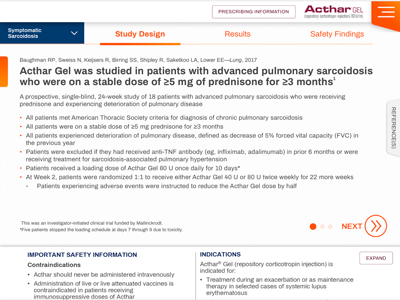 PRESCRIBING INFORMATION
Acthar GEL
(repository corticotropin injection) 80 U/mL
Symptomatic
Sarcoidosis
Study Design
Results
Safety Findings
Baughman RP, Sweiss N, Keijsers R, Birring SS, Shipley R, Saketkoo LA, Lower EE—Lung, 2017
Acthar Gel was studied in patients with advanced pulmonary sarcoidosis
who were on a stable dose of ≥5 mg of prednisone for ≥3 months¹
A prospective, single-blind, 24-week study of 18 patients with advanced pulmonary sarcoidosis who were receiving
prednisone and experiencing deterioration of pulmonary disease
• All patients met American Thoracic Society criteria for diagnosis of chronic pulmonary sarcoidosis
• All patients were on a stable dose of ≥5 mg prednisone for ≥3 months
• All patients experienced deterioration of pulmonary disease, defined as decrease of 5% forced vital capacity (FVC) in
the previous year
• Patients were excluded if they had received anti-TNF antibody (eg, infliximab, adalimumab) in prior 6 months or were
receiving treatment for sarcoidosis-associated pulmonary hypertension
• Patients received a loading dose of Acthar Gel 80 U once daily for 10 days*
• At Week 2, patients were randomized 1:1 to receive either Acthar Gel 40 U or 80 U twice weekly for 22 more weeks
• Patients experiencing adverse events were instructed to reduce the Acthar Gel dose by half
REFERENCE(S)
This was an investigator-initiated clinical trial funded by Mallinckrodt.
*Five patients stopped the loading schedule at days 7 through 9 due to toxicity.
NEXT
IMPORTANT SAFETY INFORMATION
Contraindications
• Acthar should never be administered intravenously
• Administration of live or live attenuated vaccines is
contraindicated in patients receiving
immunosuppressive doses of Acthar
INDICATIONS
EXPAND
Acthar® Gel (repository corticotropin injection) is
indicated for:
• Treatment during an exacerbation or as maintenance
therapy in selected cases of systemic lupus
erythematosus